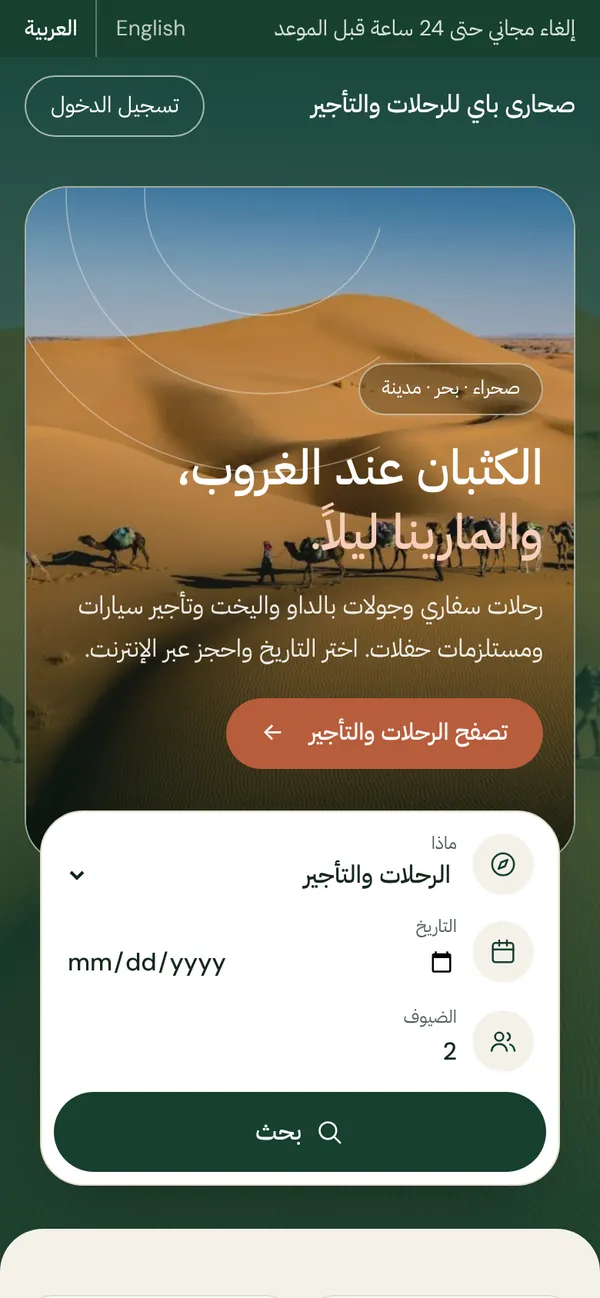 إلغاء مجاني حتى 24 ساعة قبل الموعد
English
العربية
صحارى باي للرحلات والتأجير
تسجيل الدخول
صحراء · بحر · مدينة
الكثبان عند الغروب،
والمارينا ليلاً.
رحلات سفاري وجولات بالداو واليخت وتأجير سيارات
ومستلزمات حفلات. اختر التاريخ واحجز عبر الإنترنت.
تصفح الرحلات والتأجير
ماذا
الرحلات والتأجير
التاريخ
mm/dd/yyyy
الضيوف
2
بحث